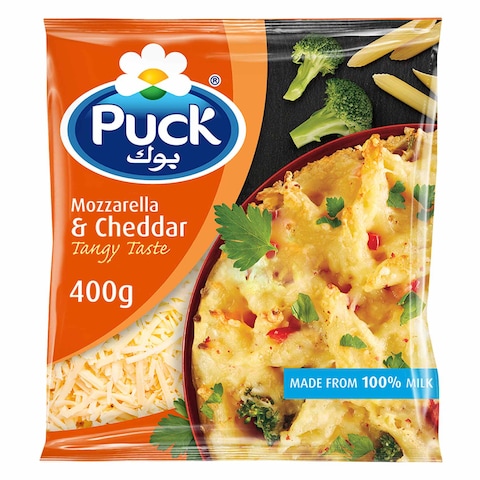 Puck®
بوك
Mozzarella
& Cheddar
Tangy Taste
400g
MADE FROM 100% MILK